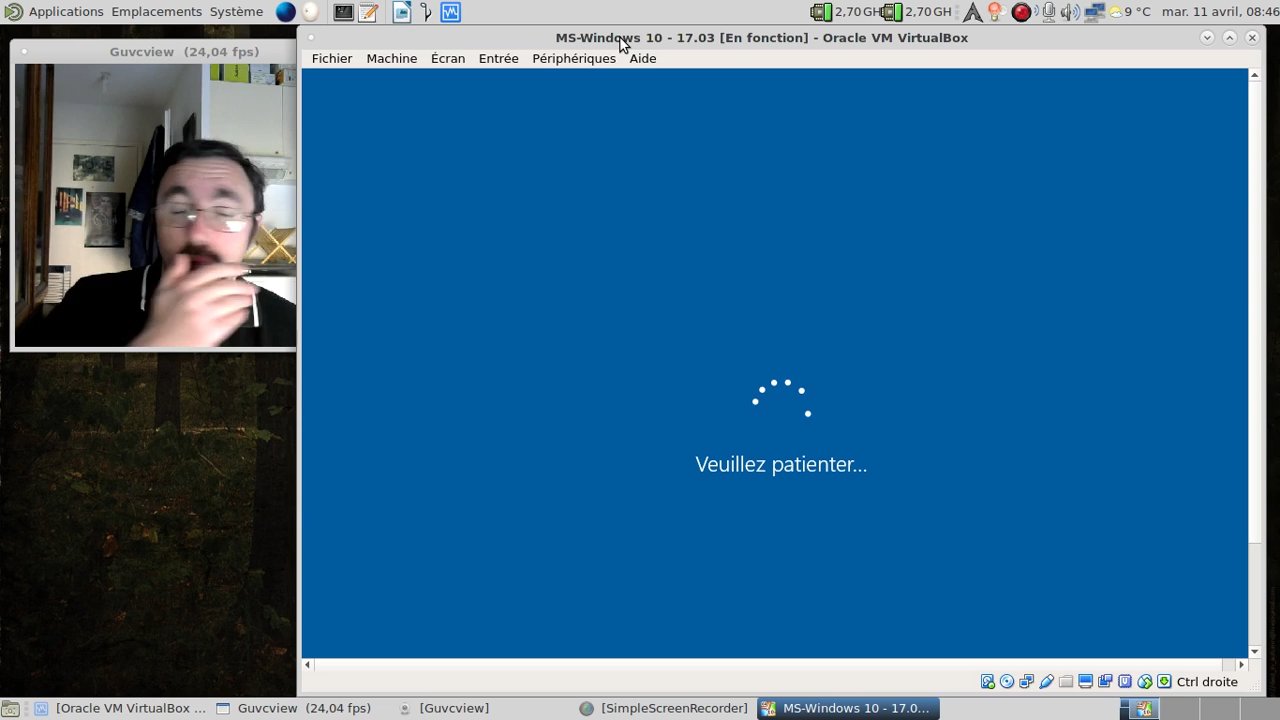 Applications Emplacements Système
2,70 GH 2,70 GH 9 °C mar. 11 avril, 08:46
Guvcview (24,04 fps)
MS-Windows 10 - 17.03 [En fonction] - Oracle VM VirtualBox
Fichier Machine Écran Entrée Périphériques Aide
Veuillez patienter...
Ctrl droite
[Oracle VM VirtualBox ... Guvcview (24,04 fps) [Guvcview] [SimpleScreenRecorder] MS-Windows 10 - 17.0...